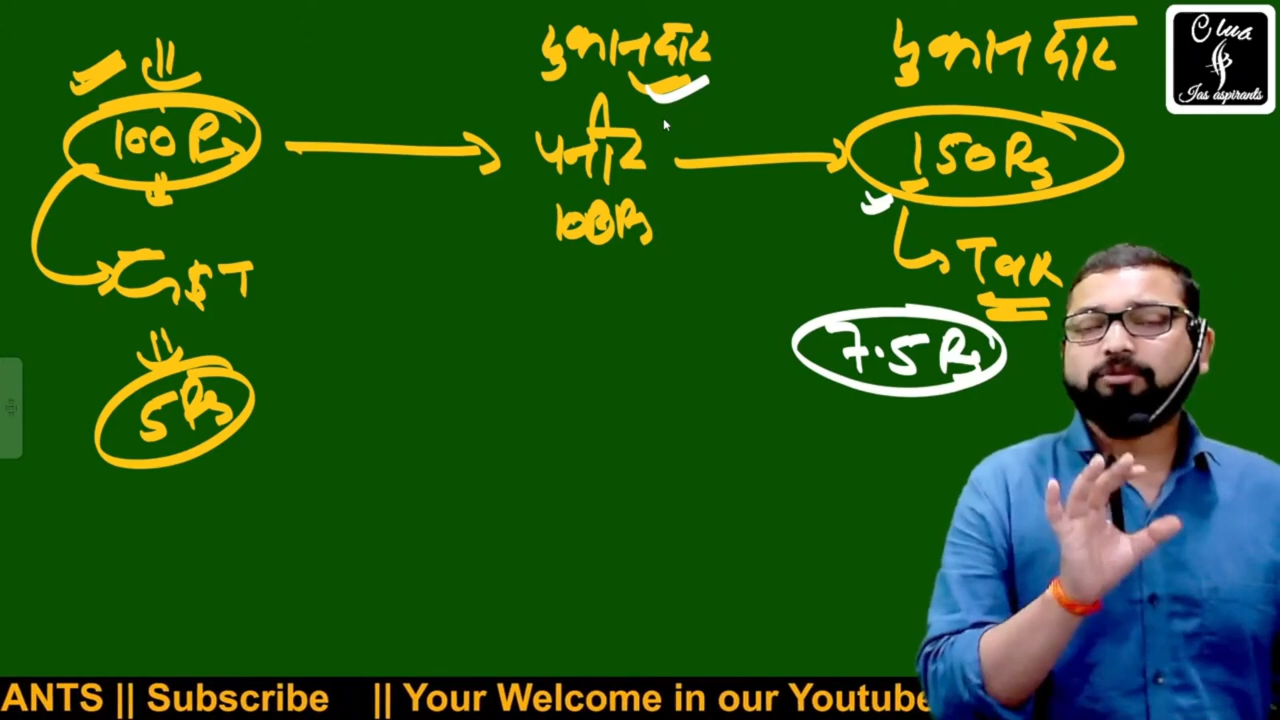 Clua
Ias aspirants
दुकानदार
दुकानदार
100 Rs
पनीर
150 Rs
100 Rs
GST
Tax
5 Rs
7.5 Rs
ANTS || Subscribe || Your Welcome in our Youtube